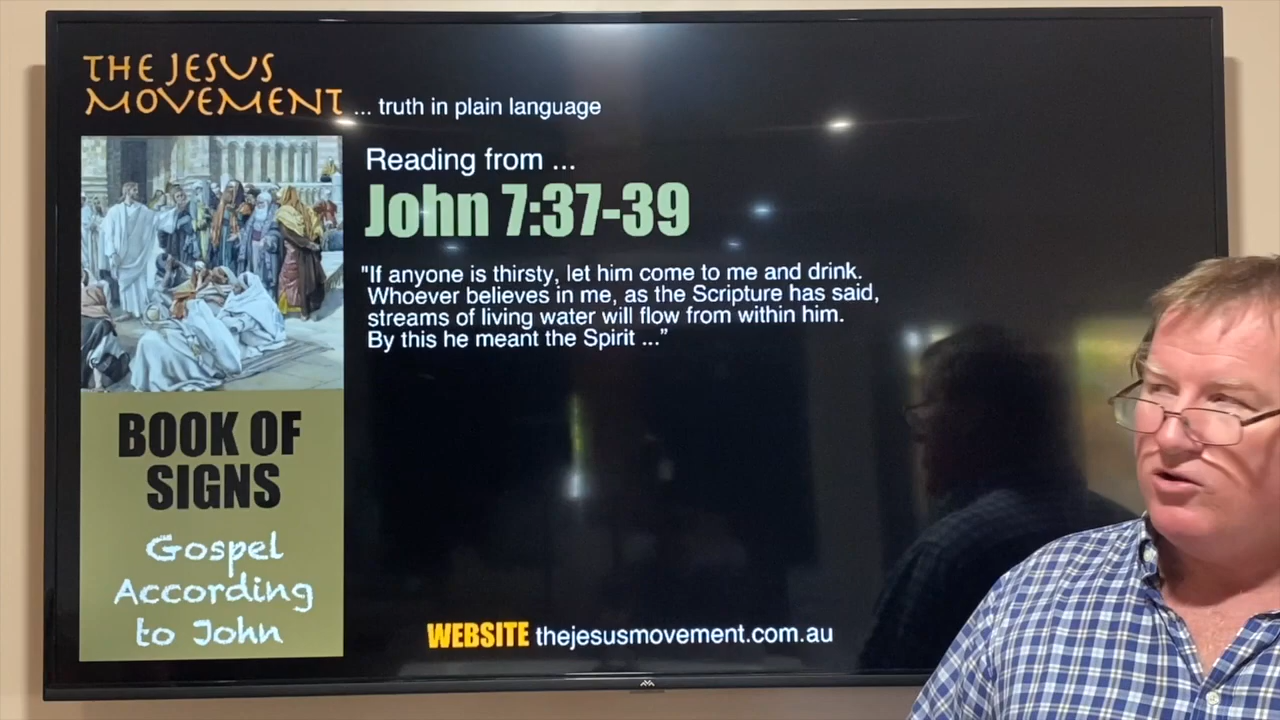 THE JESUS
MOVEMENT ... truth in plain language
Reading from ...
John 7:37-39
"If anyone is thirsty, let him come to me and drink.
Whoever believes in me, as the Scripture has said,
streams of living water will flow from within him.
By this he meant the Spirit ...”
BOOK OF
SIGNS
Gospel
According
to John
WEBSITE thejesusmovement.com.au